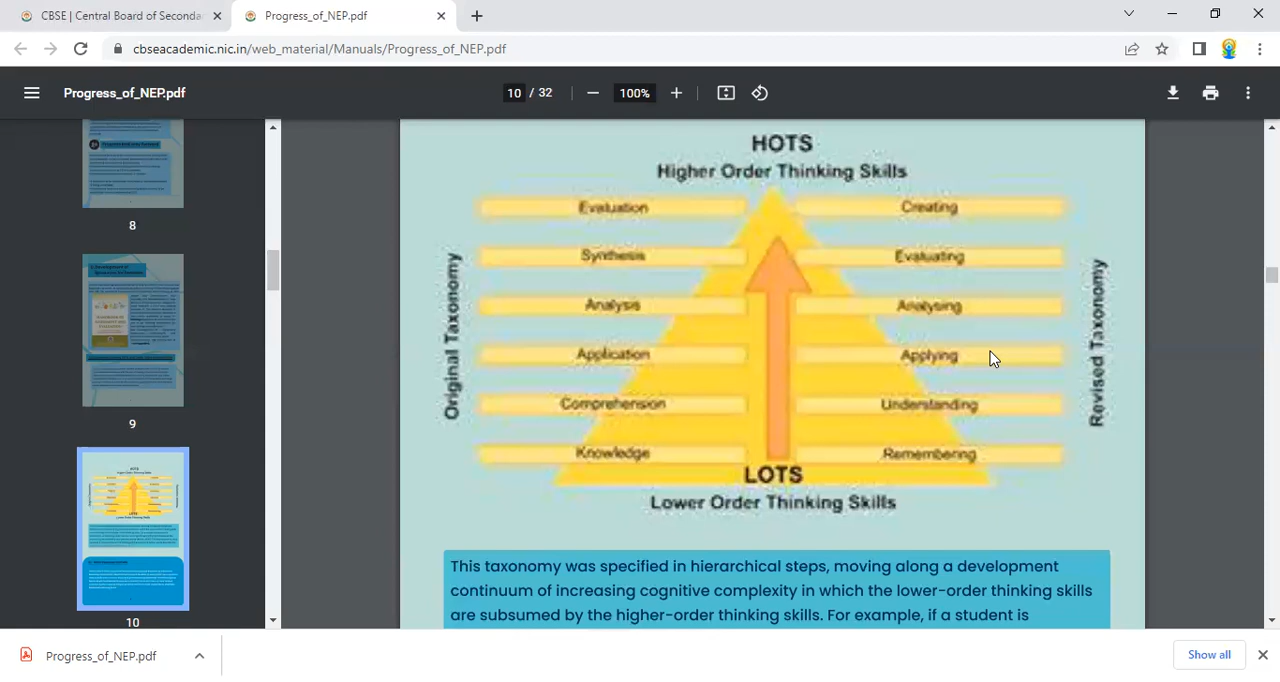 CBSE | Central Board of Seconda
Progress_of_NEP.pdf
cbseacademic.nic.in/web_material/Manuals/Progress_of_NEP.pdf
Progress_of_NEP.pdf
10 / 32
100%
8
9
10
HOTS
Higher Order Thinking Skills
Evaluation
Creating
Synthesis
Evaluating
Analysis
Analysing
Application
Applying
Comprehension
Understanding
Knowledge
Remembering
Original Taxonomy
Revised Taxonomy
LOTS
Lower Order Thinking Skills
This taxonomy was specified in hierarchical steps, moving along a development
continuum of increasing cognitive complexity in which the lower-order thinking skills
are subsumed by the higher-order thinking skills. For example, if a student is
Progress_of_NEP.pdf
Show all